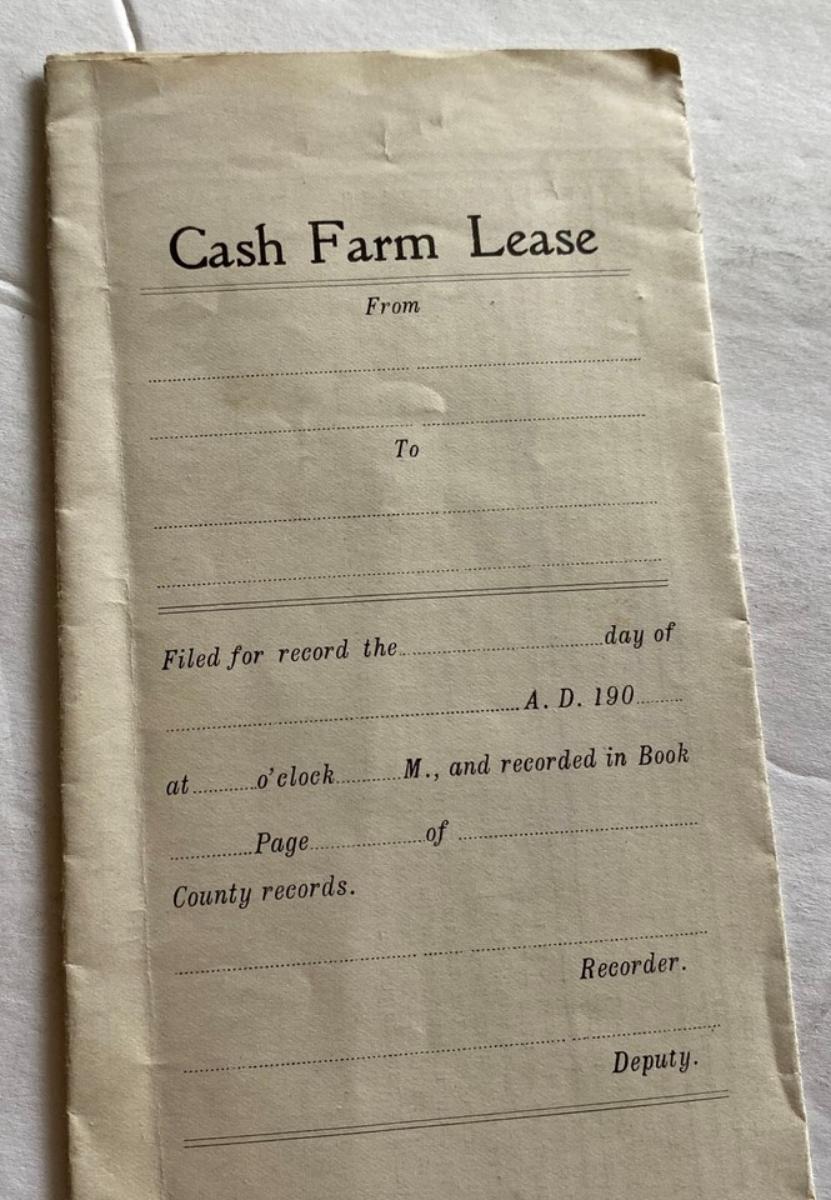 Cash Farm Lease
From
To
Filed for record the....................day of
....................A. D. 190........
at........o'clock........M., and recorded in Book
........Page............of ....................
County records.
Recorder.
Deputy.